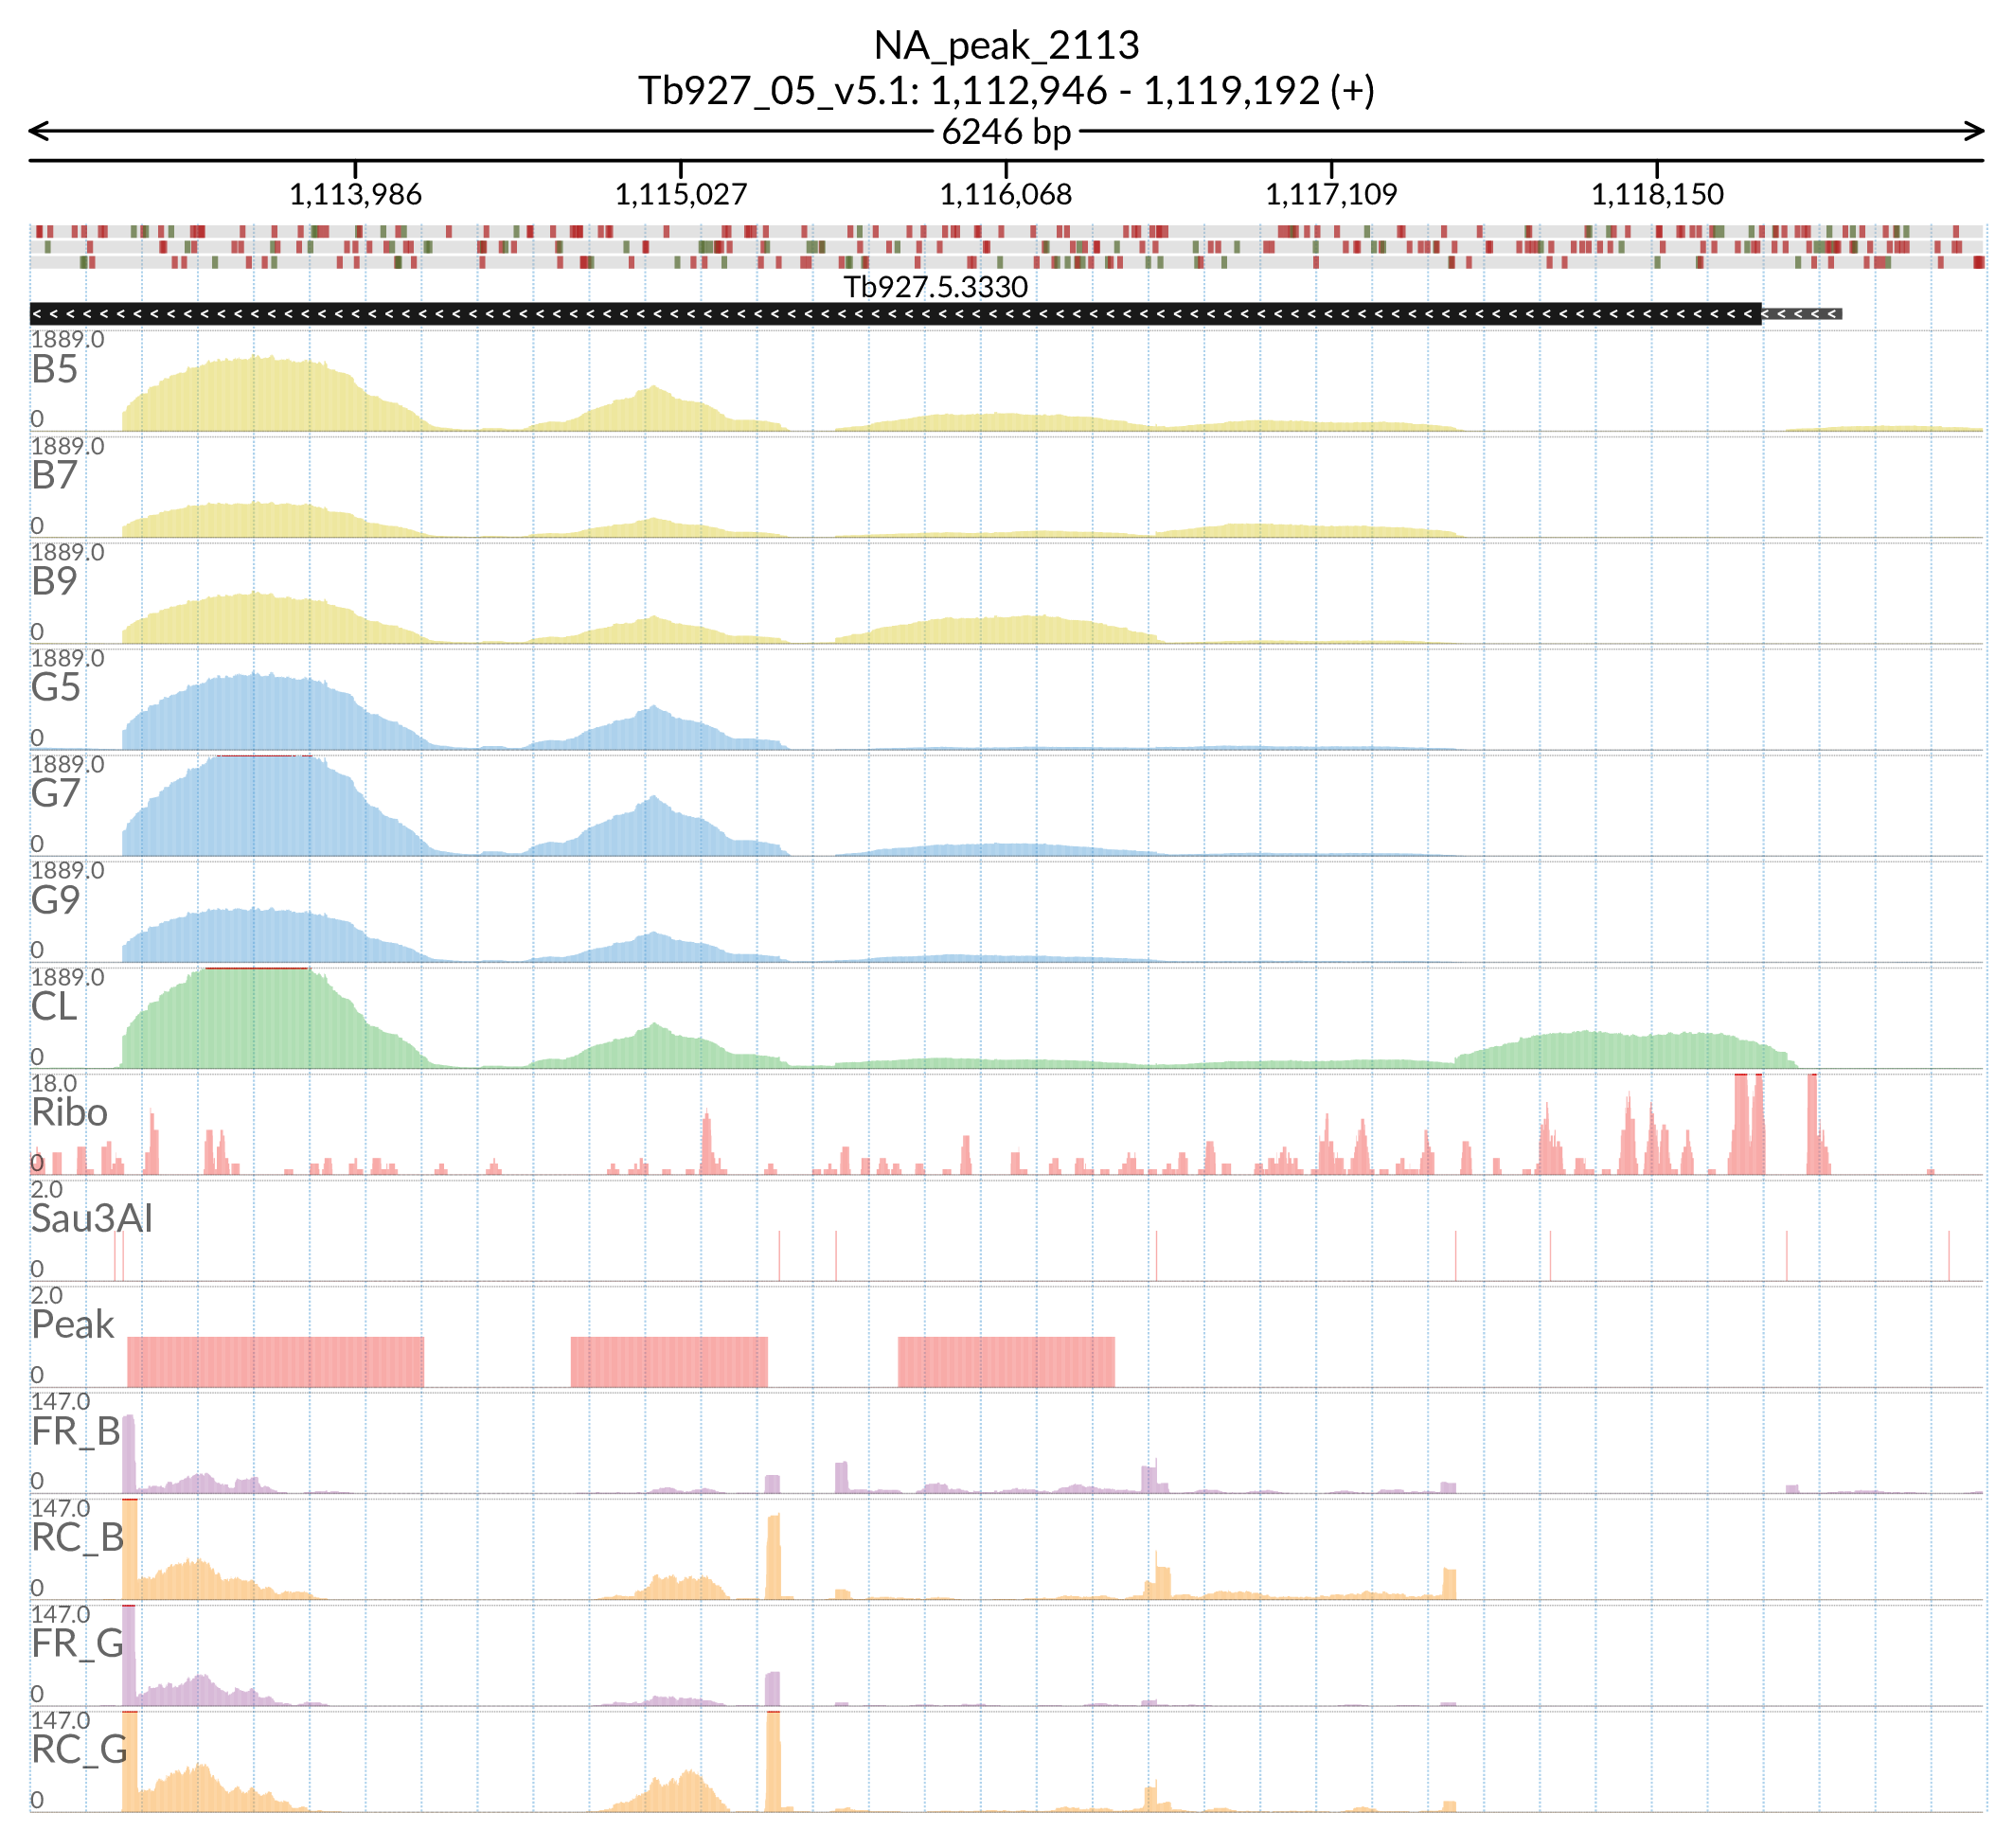 NA_peak_2113
Tb927_05_v5.1: 1,112,946 - 1,119,192 (+)
6246 bp
1,113,986 1,115,027 1,116,068 1,117,109 1,118,150
Tb927.5.3330
1889.0
B5
0
1889.0
B7
0
1889.0
B9
0
1889.0
G5
0
1889.0
G7
0
1889.0
G9
0
1889.0
CL
0
18.0
Ribo
0
2.0
Sau3AI
0
2.0
Peak
0
147.0
FR_B
0
147.0
RC_B
0
147.0
FR_G
0
147.0
RC_G
0